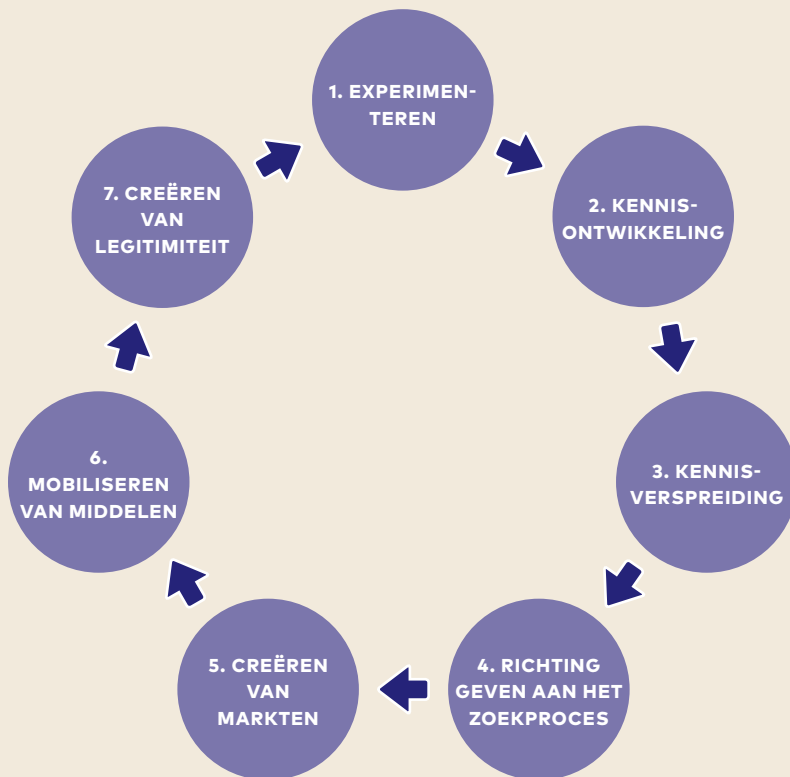 1. EXPERIMEN-
TEREN
2. KENNIS-
ONTWIKKELING
3. KENNIS-
VERSPREIDING
4. RICHTING
GEVEN AAN HET
ZOEKPROCES
5. CREËREN
VAN
MARKTEN
6.
MOBILISEREN
VAN MIDDELEN
7. CREËREN
VAN
LEGITIMITEIT